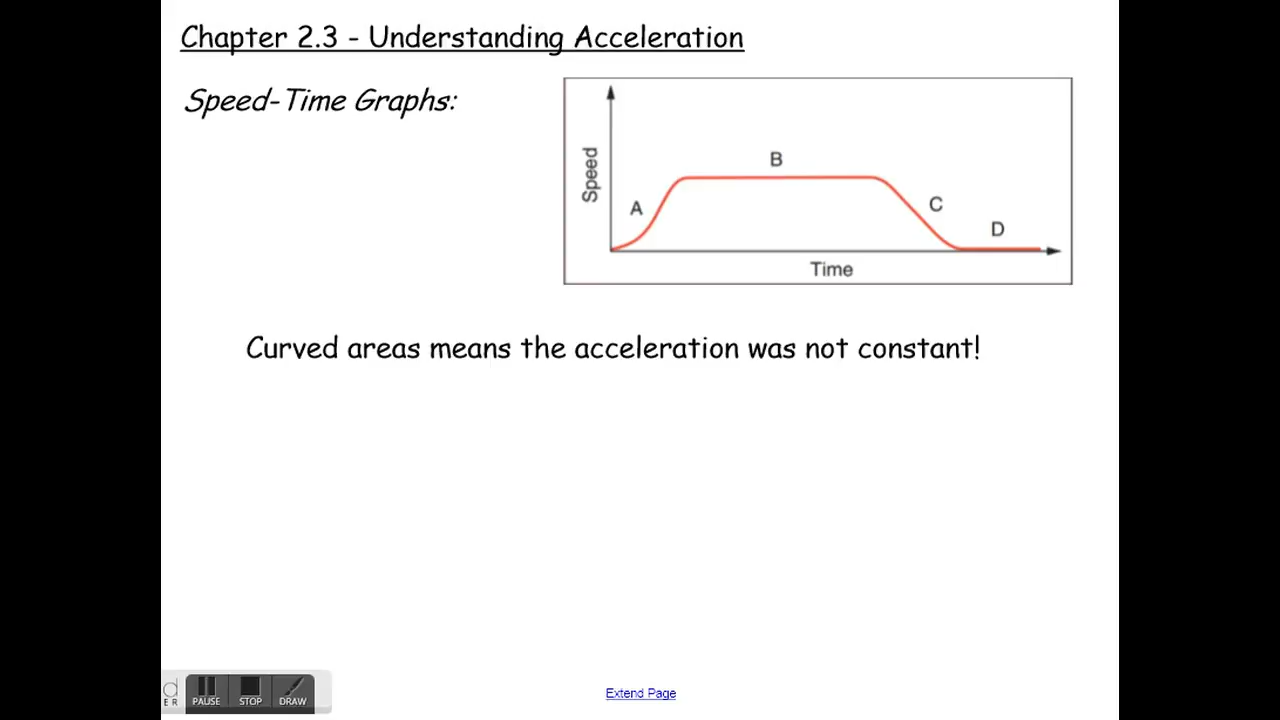 Chapter 2.3 - Understanding Acceleration
Speed-Time Graphs:
Speed
A
B
C
D
Time
Curved areas means the acceleration was not constant!
d
ER
PAUSE
STOP
DRAW
Extend Page